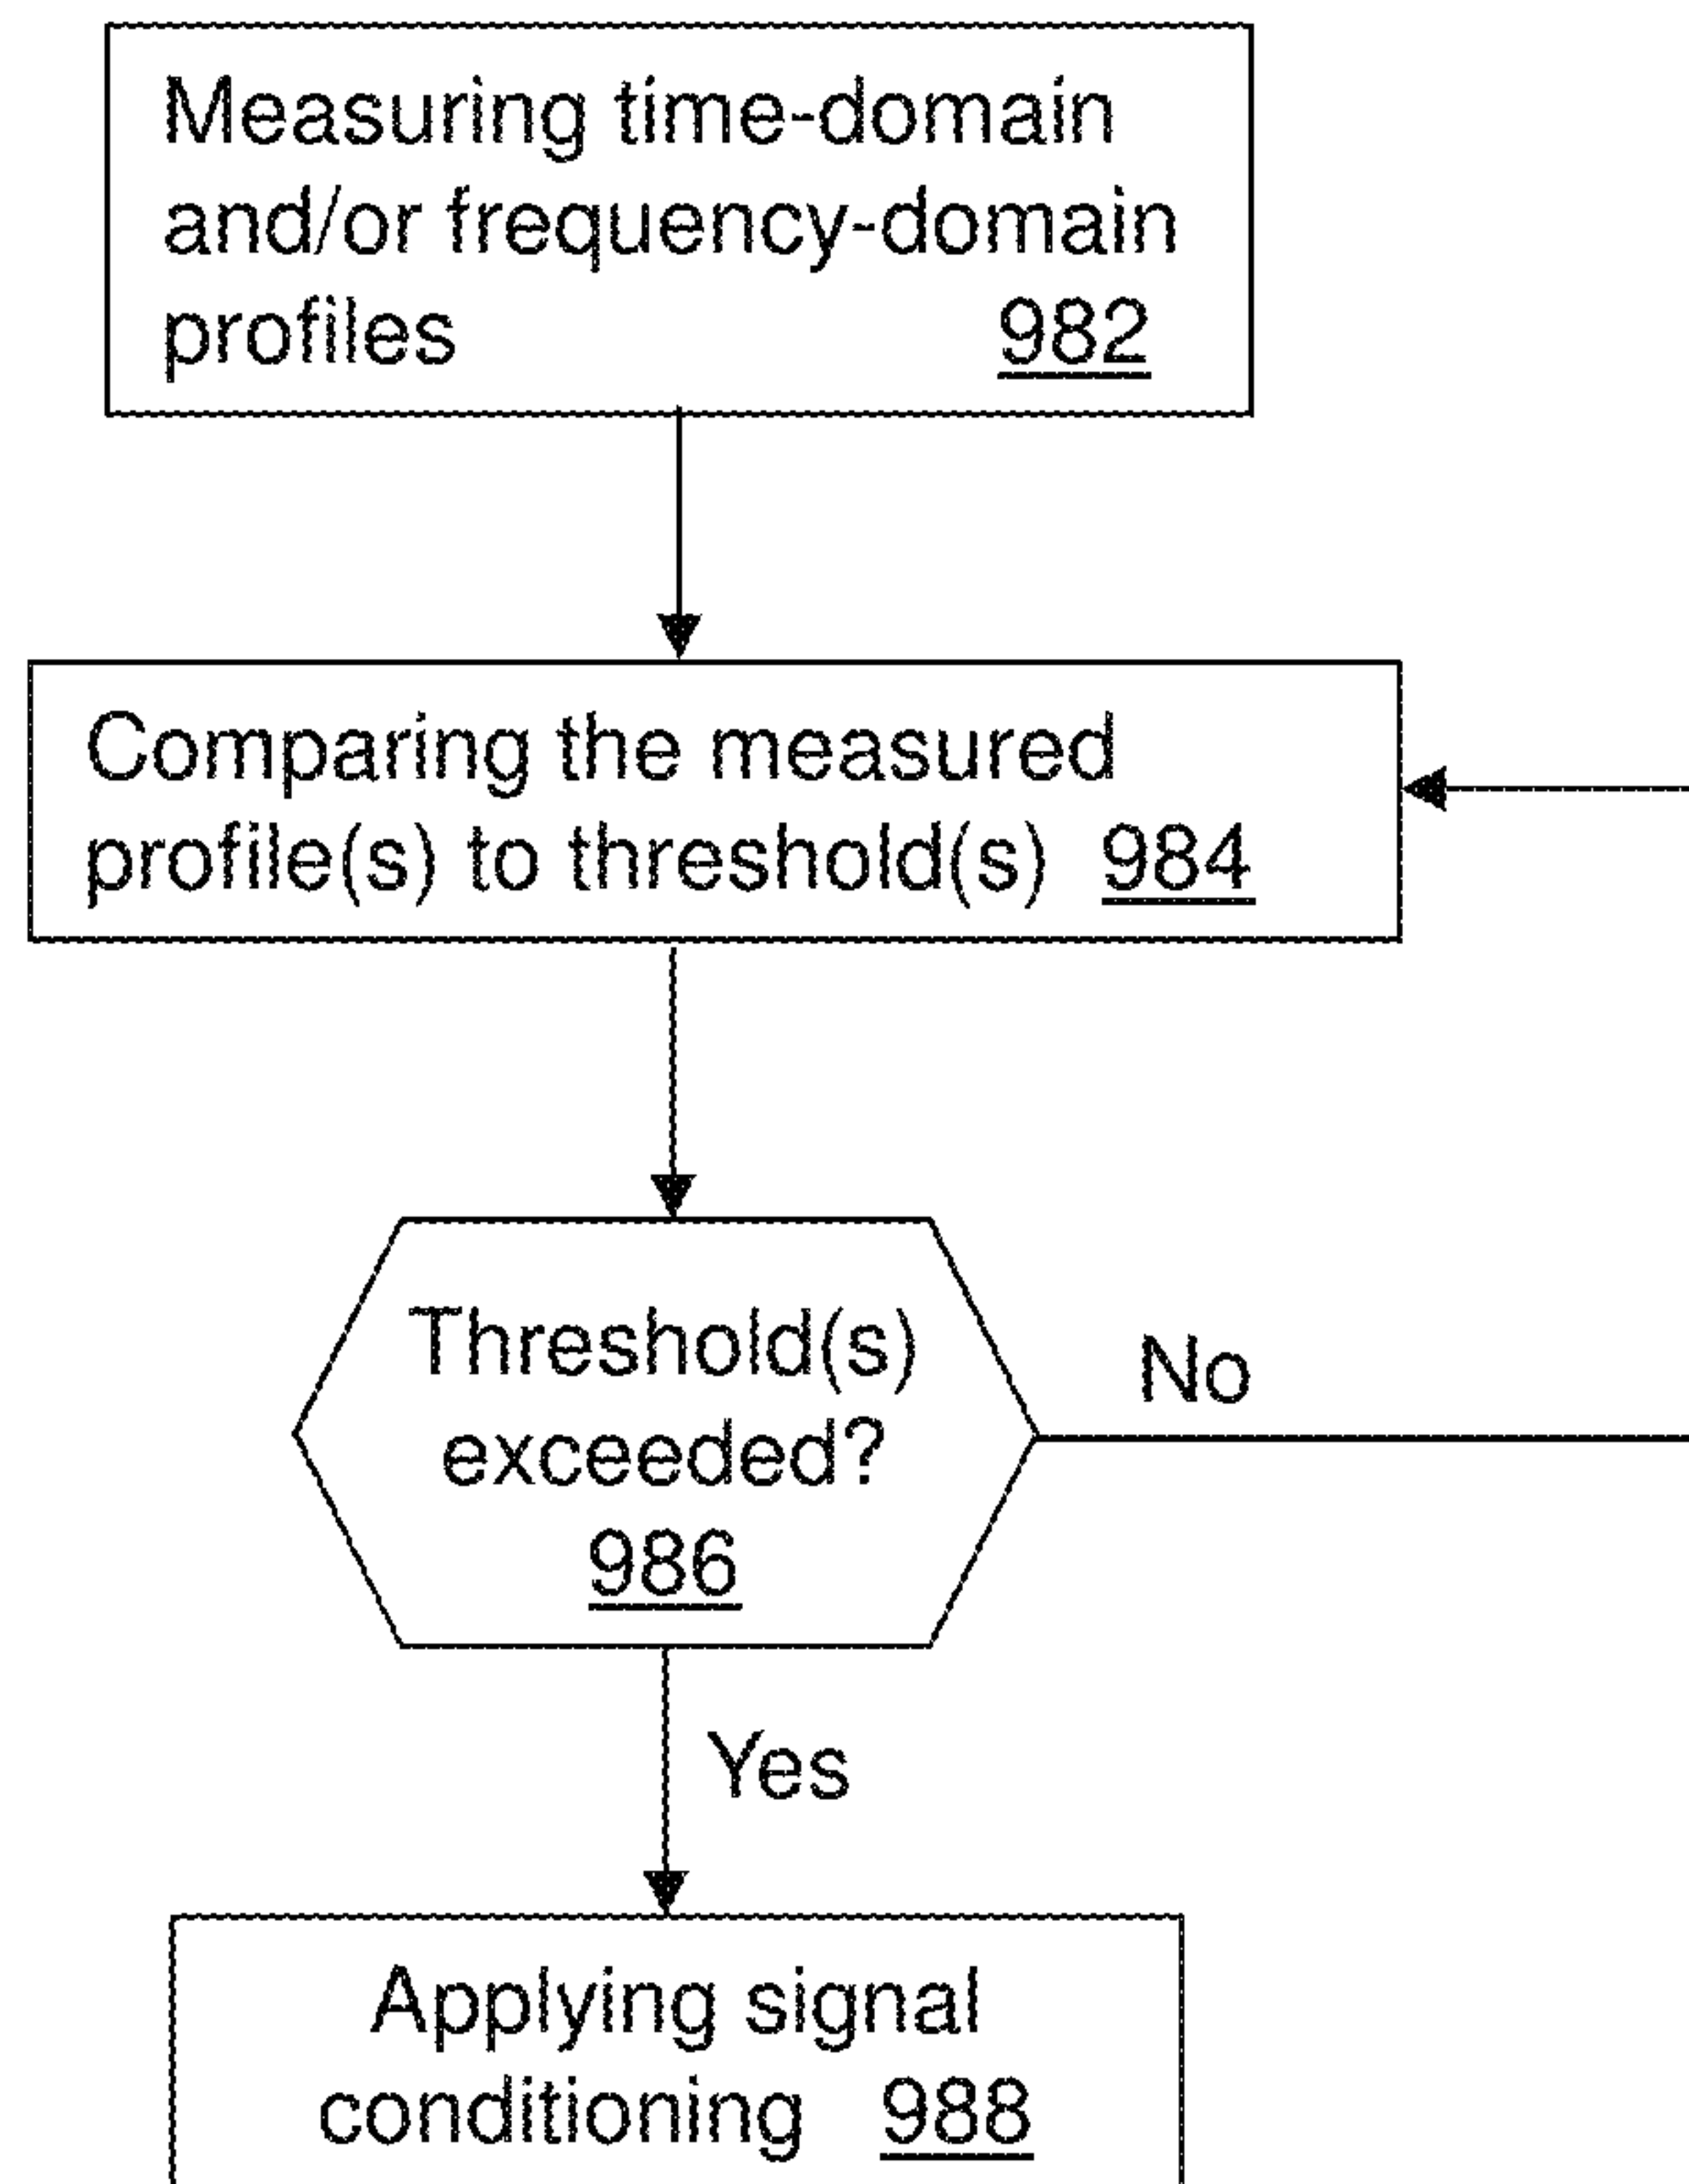 Measuring time-domain
and/or frequency-domain
profiles 982
Comparing the measured
profile(s) to threshold(s) 984
Threshold(s)
exceeded?
986
No
Yes
Applying signal
conditioning 988